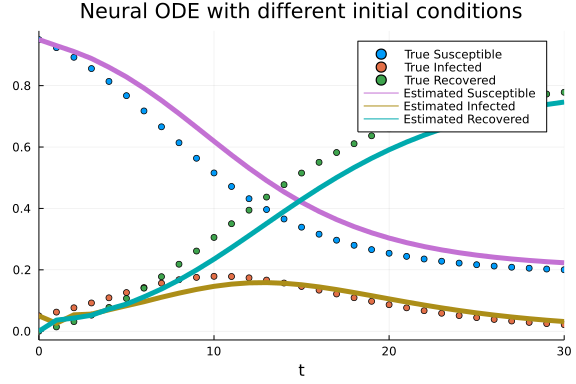 Neural ODE with different initial conditions
True Susceptible
True Infected
True Recovered
Estimated Susceptible
Estimated Infected
Estimated Recovered
0.8
0.6
0.4
0.2
0.0
0 10 20 30
t